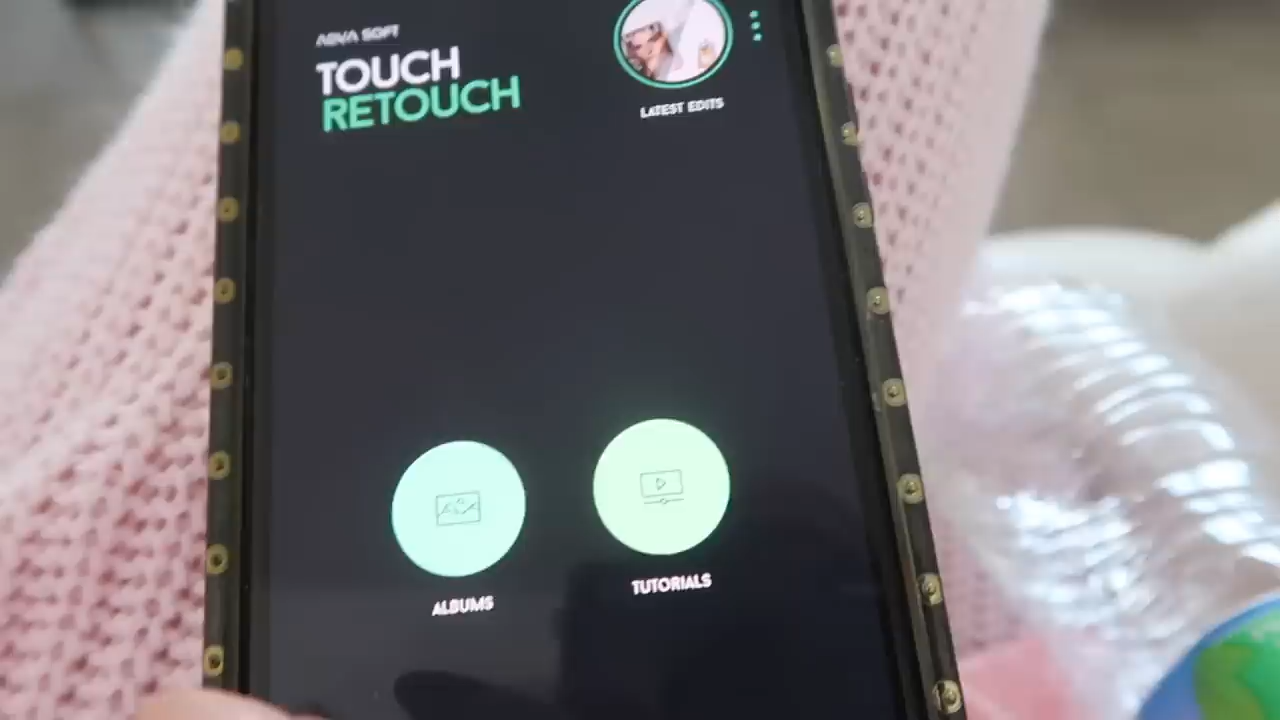 ADVA SOFT
TOUCH
RETOUCH
LATEST EDITS
ALBUMS
TUTORIALS